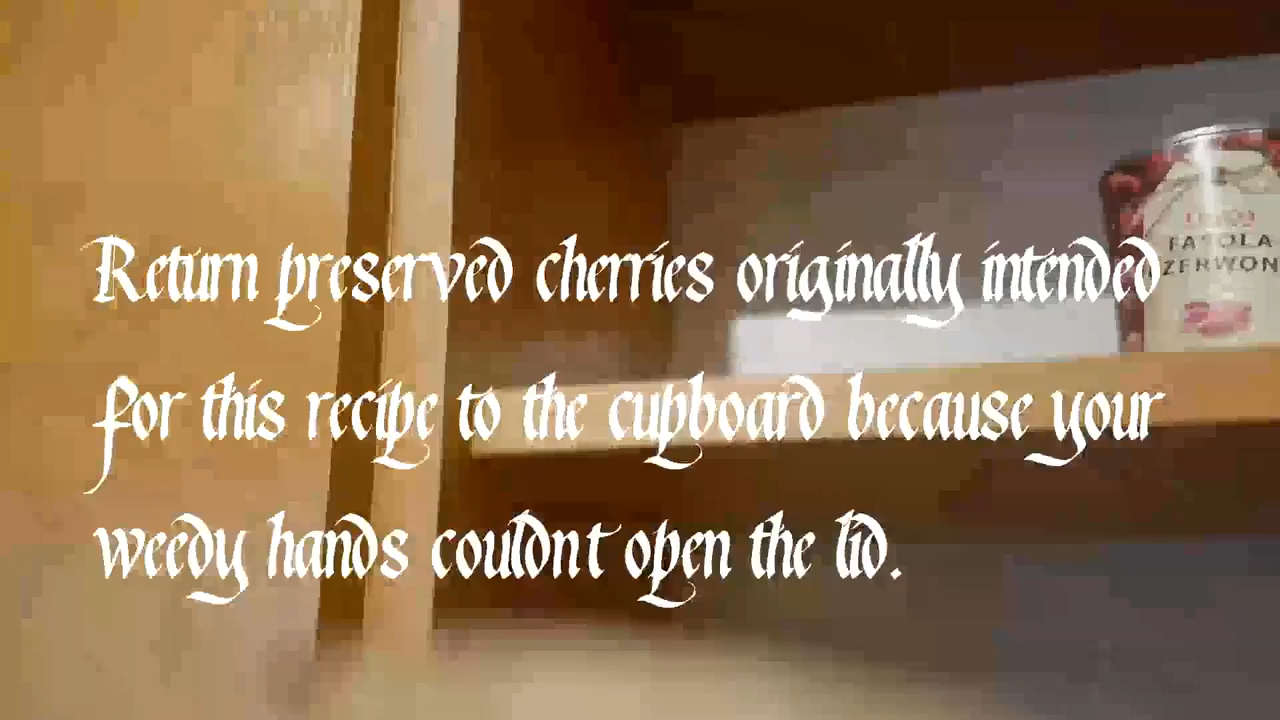 Return preserved cherries originally intended
for this recipe to the cupboard because your
weedy hands couldnt open the lid.
FASOLA
CZERWON